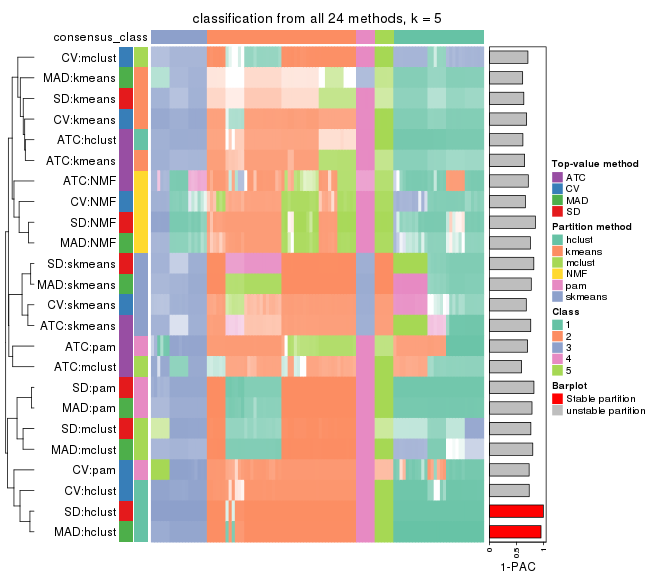 classification from all 24 methods, k = 5
consensus_class
CV:mclust
MAD:kmeans
SD:kmeans
CV:kmeans
ATC:hclust
ATC:kmeans
ATC:NMF
CV:NMF
SD:NMF
MAD:NMF
SD:skmeans
MAD:skmeans
CV:skmeans
ATC:skmeans
ATC:pam
ATC:mclust
SD:pam
MAD:pam
SD:mclust
MAD:mclust
CV:pam
CV:hclust
SD:hclust
MAD:hclust
0
0.5
1
1-PAC
Top-value method
ATC
CV
MAD
SD
Partition method
hclust
kmeans
mclust
NMF
pam
skmeans
Class
1
2
3
4
5
Barplot
Stable partition
unstable partition